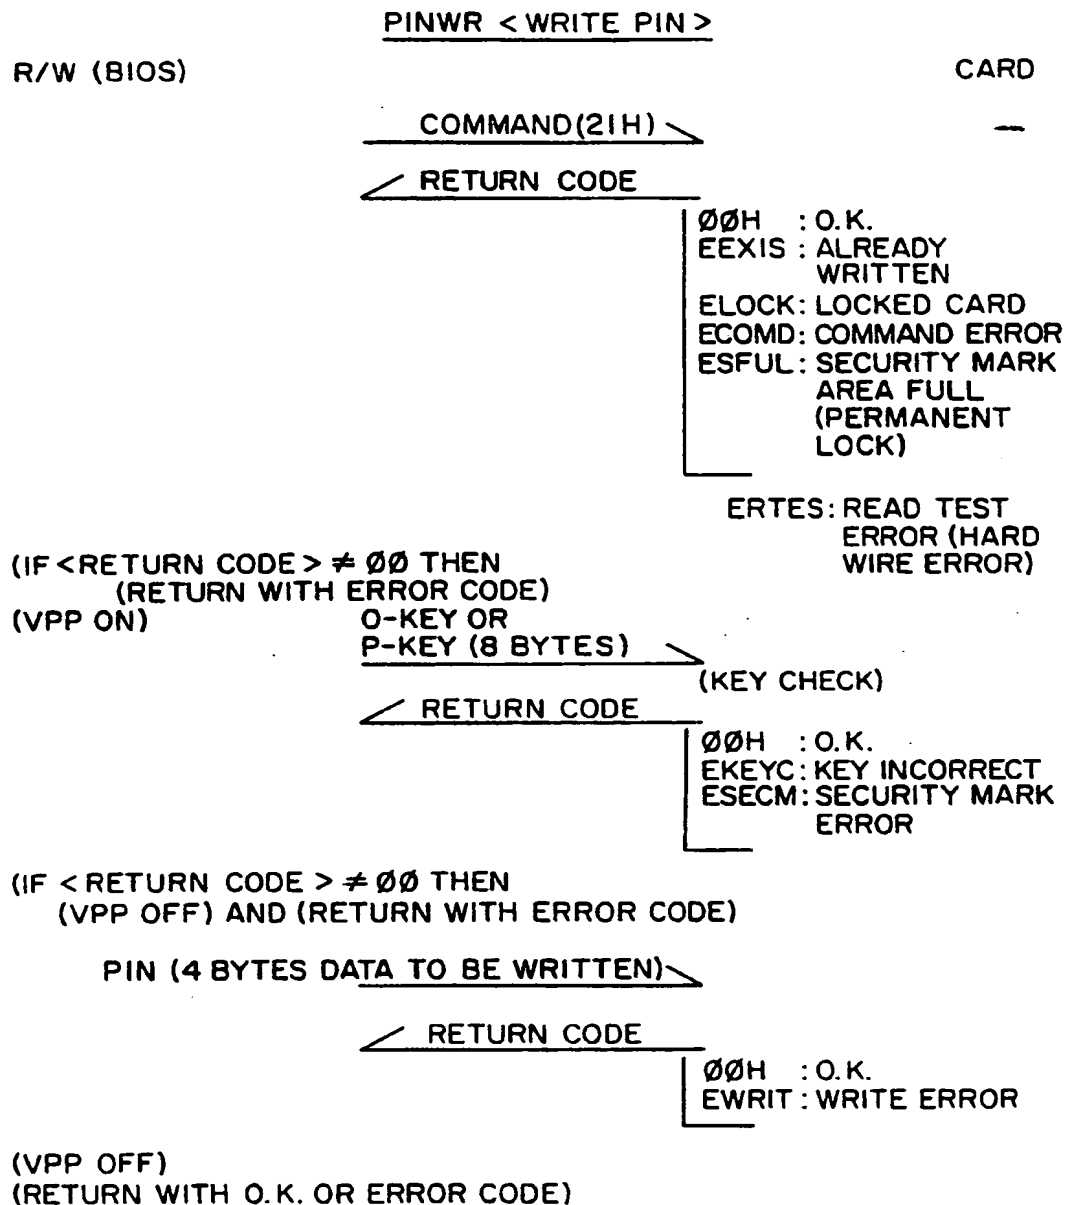 PINWR <WRITE PIN>
R/W (BIOS) CARD
COMMAND(21H) —
RETURN CODE
ØØH : O.K.
EEXIS : ALREADY
WRITTEN
ELOCK: LOCKED CARD
ECOMD: COMMAND ERROR
ESFUL: SECURITY MARK
AREA FULL
(PERMANENT
LOCK)
ERTES: READ TEST
ERROR (HARD
WIRE ERROR)
(IF <RETURN CODE> ≠ ØØ THEN
(RETURN WITH ERROR CODE)
(VPP ON) O-KEY OR
P-KEY (8 BYTES)
(KEY CHECK)
RETURN CODE
ØØH : O.K.
EKEYC: KEY INCORRECT
ESECM: SECURITY MARK
ERROR
(IF <RETURN CODE> ≠ ØØ THEN
(VPP OFF) AND (RETURN WITH ERROR CODE)
PIN (4 BYTES DATA TO BE WRITTEN)
RETURN CODE
ØØH : O.K.
EWRIT: WRITE ERROR
(VPP OFF)
(RETURN WITH O.K. OR ERROR CODE)